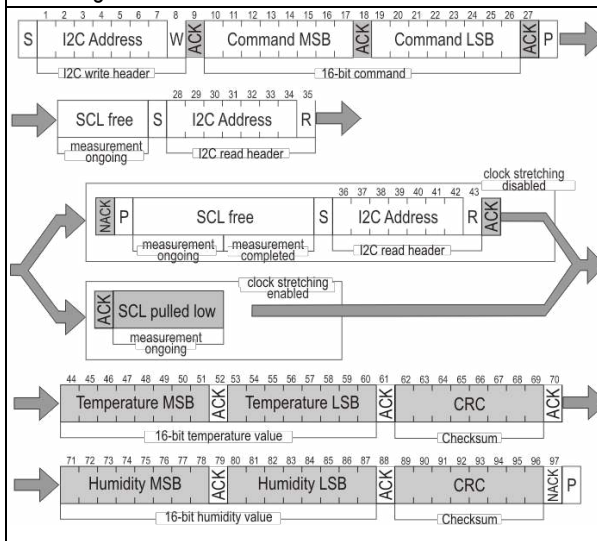 1 2 3 4 5 6 7 8 9 10 11 12 13 14 15 16 17 18 19 20 21 22 23 24 25 26 27
S I2C Address W ACK Command MSB ACK Command LSB ACK P
I2C write header 16-bit command
28 29 30 31 32 33 34 35
SCL free S I2C Address R
measurement ongoing I2C read header
clock stretching disabled
36 37 38 39 40 41 42 43
NACK P SCL free S I2C Address R ACK
measurement ongoing measurement completed I2C read header
clock stretching enabled
ACK SCL pulled low
measurement ongoing
44 45 46 47 48 49 50 51 52 53 54 55 56 57 58 59 60 61 62 63 64 65 66 67 68 69 70
Temperature MSB ACK Temperature LSB ACK CRC ACK
16-bit temperature value Checksum
71 72 73 74 75 76 77 78 79 80 81 82 83 84 85 86 87 88 89 90 91 92 93 94 95 96 97
Humidity MSB ACK Humidity LSB ACK CRC NACK P
16-bit humidity value Checksum